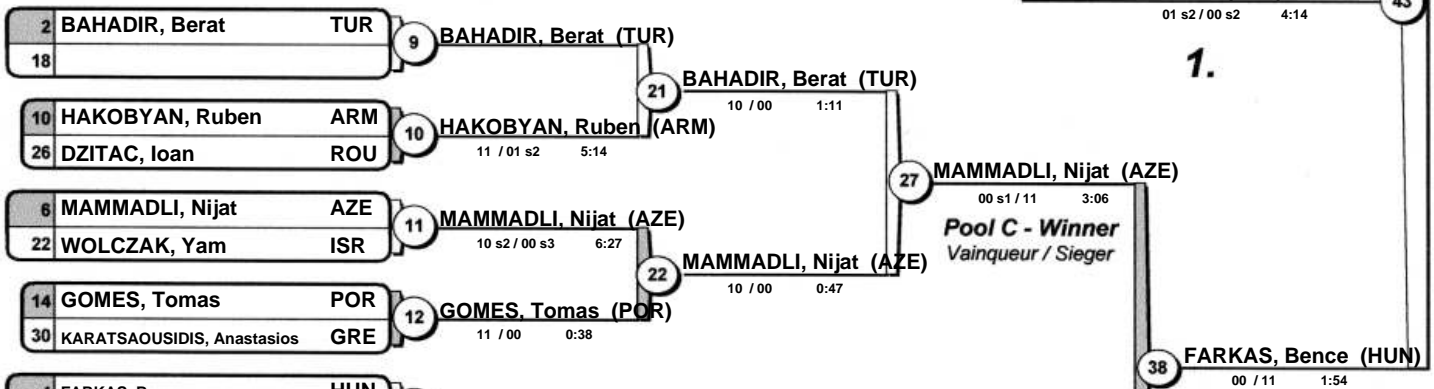 2 BAHADIR, Berat TUR
18
9
BAHADIR, Berat (TUR)
10 HAKOBYAN, Ruben ARM
26 DZITAC, Ioan ROU
10
HAKOBYAN, Ruben (ARM)
11 / 01 s2 5:14
21
BAHADIR, Berat (TUR)
10 / 00 1:11
6 MAMMADLI, Nijat AZE
22 WOLCZAK, Yam ISR
11
MAMMADLI, Nijat (AZE)
10 s2 / 00 s3 6:27
14 GOMES, Tomas POR
30 KARATSAOUSIDIS, Anastasios GRE
12
GOMES, Tomas (POR)
11 / 00 0:38
22
MAMMADLI, Nijat (AZE)
10 / 00 0:47
27
MAMMADLI, Nijat (AZE)
00 s1 / 11 3:06
Pool C - Winner
Vainqueur / Sieger
01 s2 / 00 s2 4:14
43
1.
38
FARKAS, Bence (HUN)
00 / 11 1:54
HUN